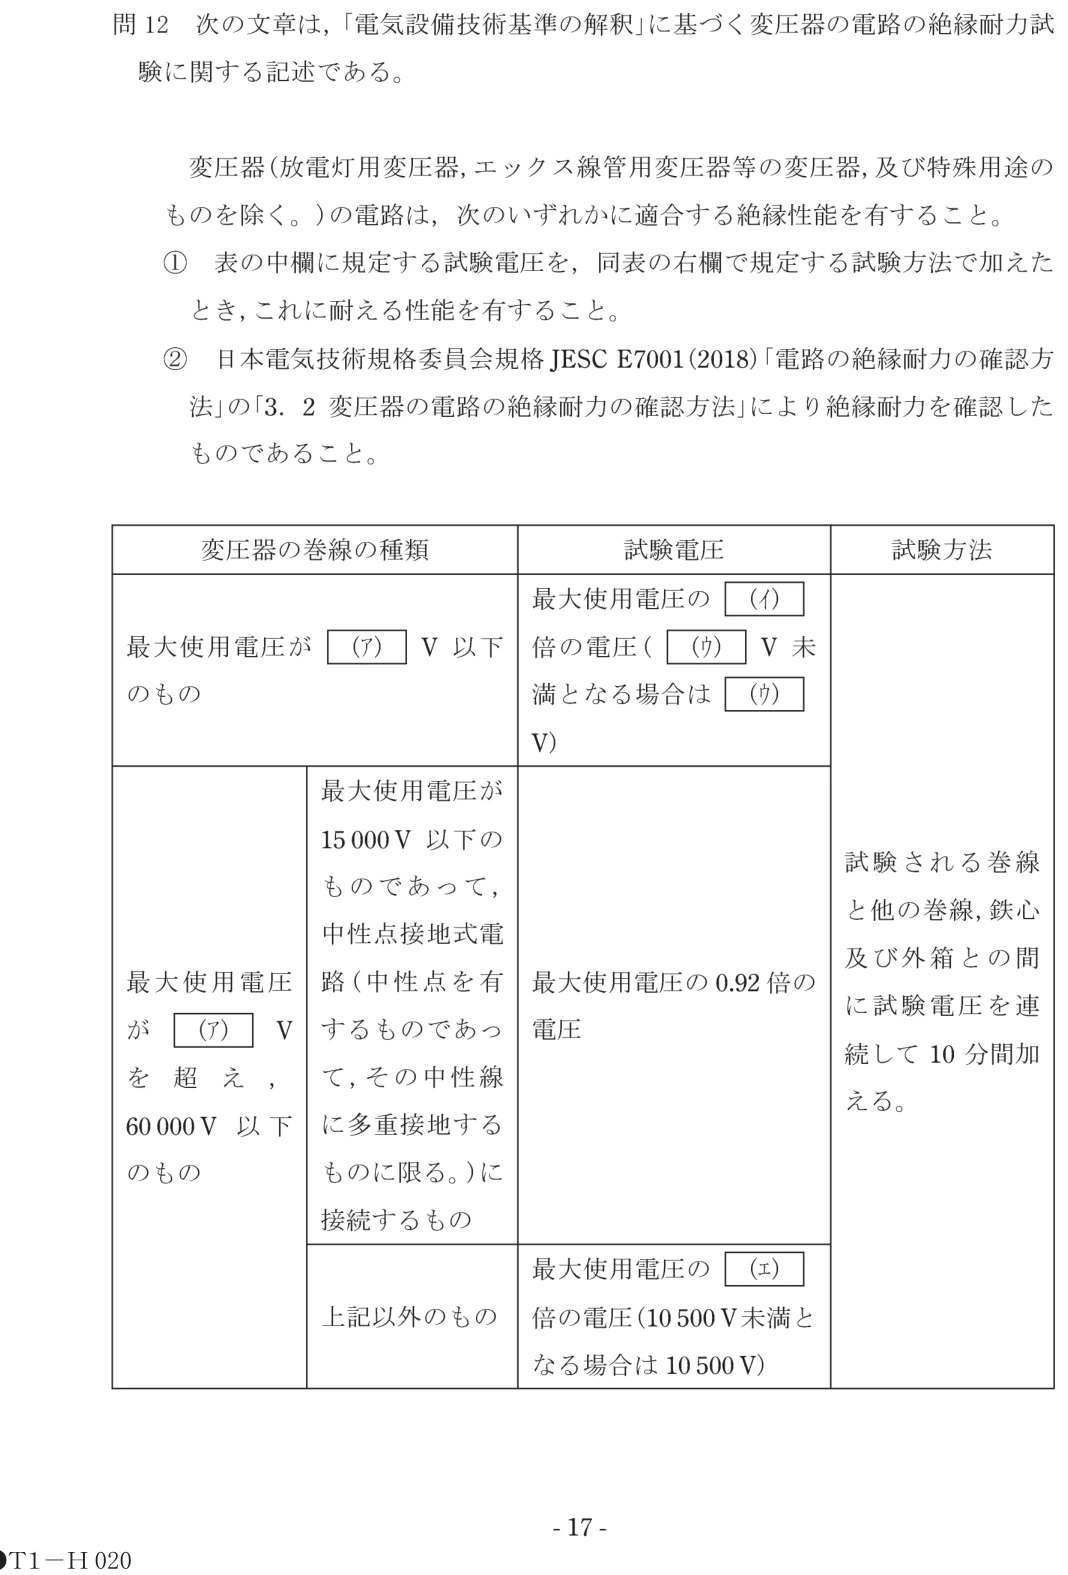 問 12　次の文章は，「電気設備技術基準の解釈」に基づく変圧器の電路の絶縁耐力試
験に関する記述である。
変圧器(放電灯用変圧器，エックス線管用変圧器等の変圧器，及び特殊用途の
ものを除く。)の電路は，次のいずれかに適合する絶縁性能を有すること。
①　表の中欄に規定する試験電圧を，同表の右欄で規定する試験方法で加えた
とき，これに耐える性能を有すること。
②　日本電気技術規格委員会規格 JESC E7001(2018)「電路の絶縁耐力の確認方
法」の「3．2 変圧器の電路の絶縁耐力の確認方法」により絶縁耐力を確認した
ものであること。
変圧器の巻線の種類
試験電圧
試験方法
最大使用電圧が (ア) V 以下
のもの
最大使用電圧の (イ)
倍の電圧( (ウ) V 未
満となる場合は (ウ)
V)
最大使用電圧
が (ア) V
を超え，
60 000 V 以下
のもの
最大使用電圧が
15 000 V 以下の
ものであって，
中性点接地式電
路(中性点を有
するものであっ
て，その中性線
に多重接地する
ものに限る。)に
接続するもの
最大使用電圧の 0.92 倍の
電圧
上記以外のもの
最大使用電圧の (エ)
倍の電圧(10 500 V 未満と
なる場合は 10 500 V)
試験される巻線
と他の巻線，鉄心
及び外箱との間
に試験電圧を連
続して 10 分間加
える。
- 17 -
●T1－H 020